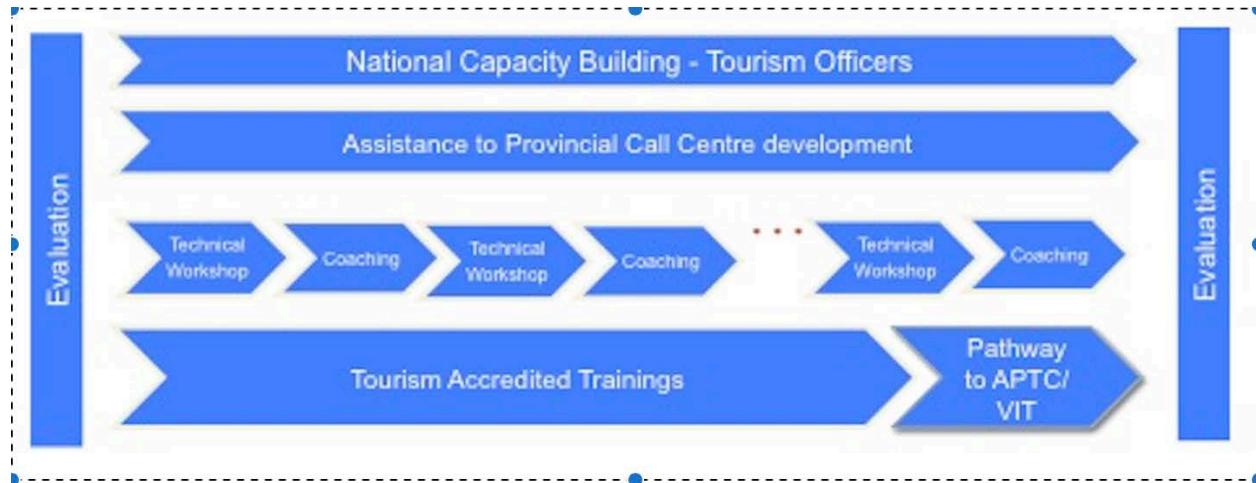 Evaluation
National Capacity Building - Tourism Officers
Assistance to Provincial Call Centre development
Technical
Workshop
Coaching
Technical
Workshop
Coaching
Technical
Workshop
Coaching
Tourism Accredited Trainings
Pathway
to APTC/
VIT
Evaluation